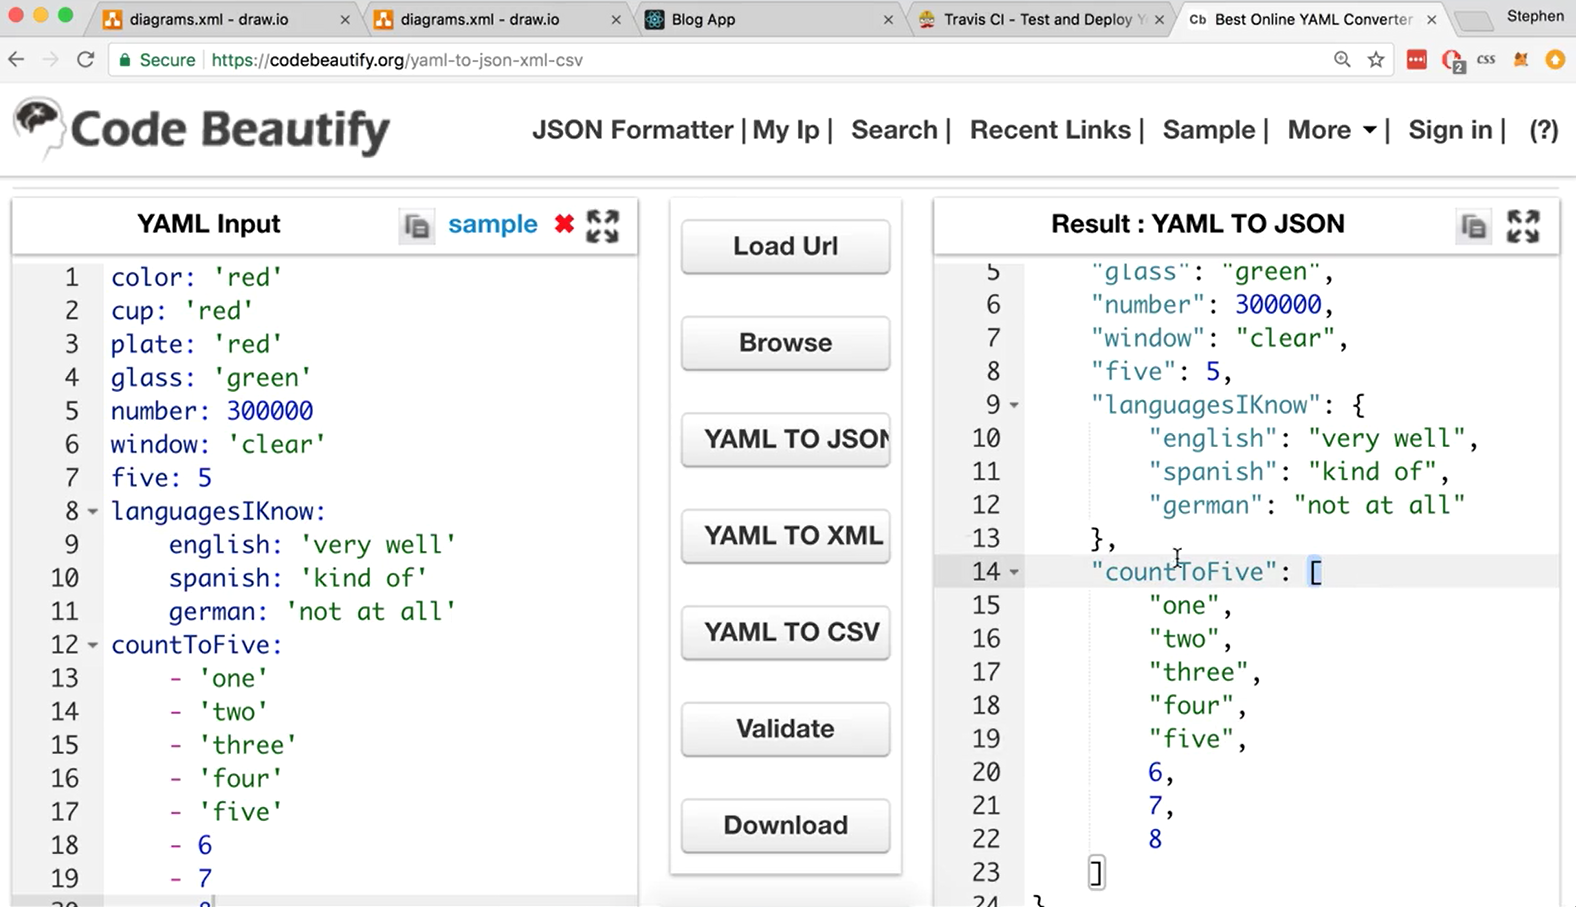 diagrams.xml - draw.io
diagrams.xml - draw.io
Blog App
Travis CI - Test and Deploy
Cb Best Online YAML Converter
Stephen
Secure | https://codebeautify.org/yaml-to-json-xml-csv
2
CSS
Code Beautify
JSON Formatter | My Ip | Search | Recent Links | Sample | More | Sign in | (?)
YAML Input
sample
1 color: 'red'
2 cup: 'red'
3 plate: 'red'
4 glass: 'green'
5 number: 300000
6 window: 'clear'
7 five: 5
8 languagesIKnow:
9 english: 'very well'
10 spanish: 'kind of'
11 german: 'not at all'
12 countToFive:
13 - 'one'
14 - 'two'
15 - 'three'
16 - 'four'
17 - 'five'
18 - 6
19 - 7
Load Url
Browse
YAML TO JSON
YAML TO XML
YAML TO CSV
Validate
Download
Result : YAML TO JSON
5 "glass": "green",
6 "number": 300000,
7 "window": "clear",
8 "five": 5,
9 "languagesIKnow": {
10 "english": "very well",
11 "spanish": "kind of",
12 "german": "not at all"
13 },
14 "countToFive": [
15 "one",
16 "two",
17 "three",
18 "four",
19 "five",
20 6,
21 7,
22 8
23 ]
24 }